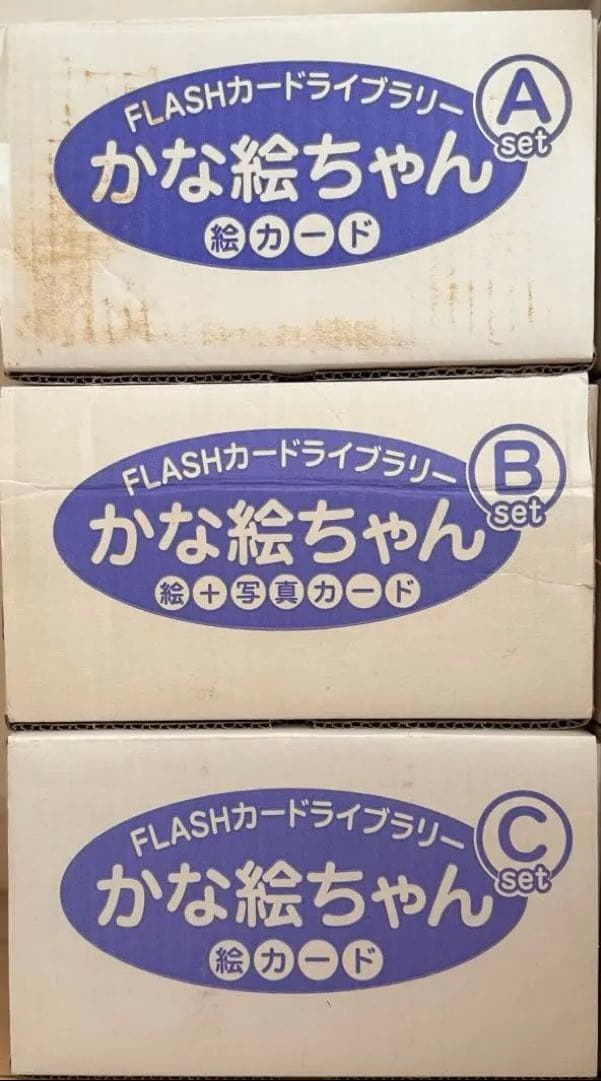 FLASHカードライブラリー
A
set
かな絵ちゃん
絵カード
FLASHカードライブラリー
B
set
かな絵ちゃん
絵+写真カード
FLASHカードライブラリー
C
set
かな絵ちゃん
絵カード